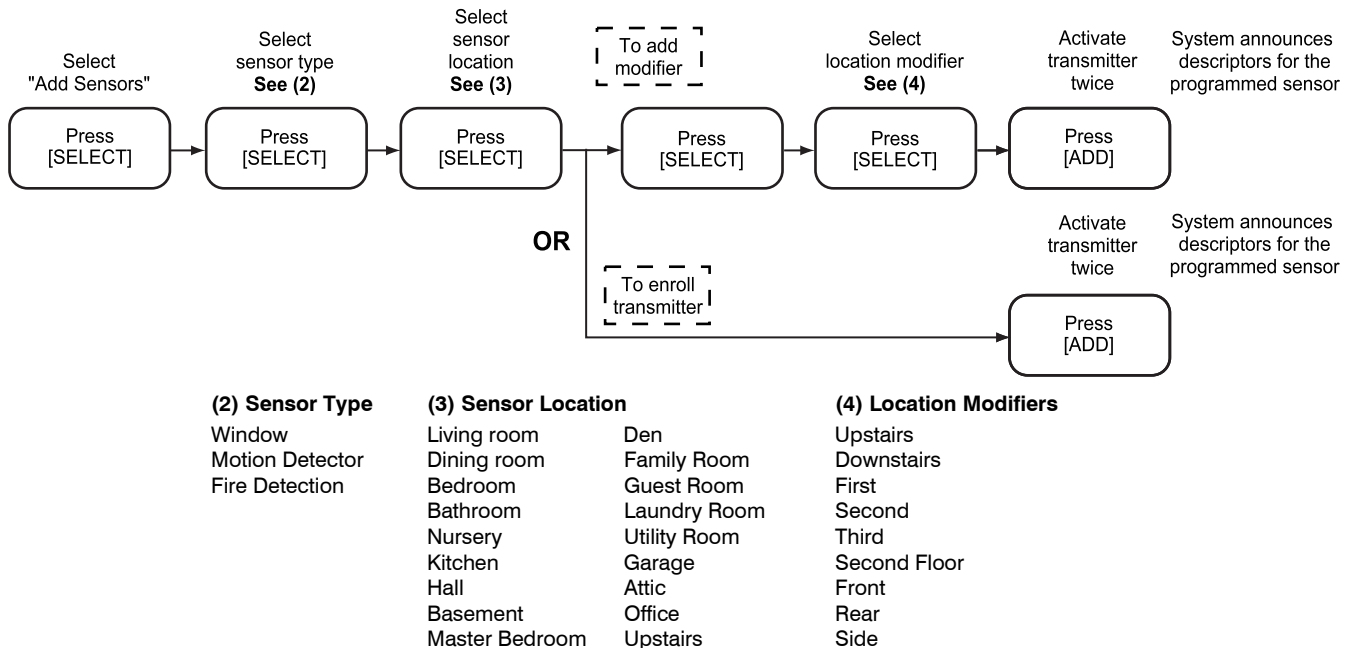 Select
"Add Sensors"
Press
[SELECT]
Select
sensor type
See (2)
Press
[SELECT]
Select
sensor
location
See (3)
Press
[SELECT]
To add
modifier
Press
[SELECT]
Select
location modifier
See (4)
Press
[SELECT]
Activate
transmitter
twice
Press
[ADD]
System announces
descriptors for the
programmed sensor
OR
To enroll
transmitter
Activate
transmitter
twice
Press
[ADD]
System announces
descriptors for the
programmed sensor
(2) Sensor Type
Window
Motion Detector
Fire Detection
(3) Sensor Location
Living room
Dining room
Bedroom
Bathroom
Nursery
Kitchen
Hall
Basement
Master Bedroom
Den
Family Room
Guest Room
Laundry Room
Utility Room
Garage
Attic
Office
Upstairs
(4) Location Modifiers
Upstairs
Downstairs
First
Second
Third
Second Floor
Front
Rear
Side